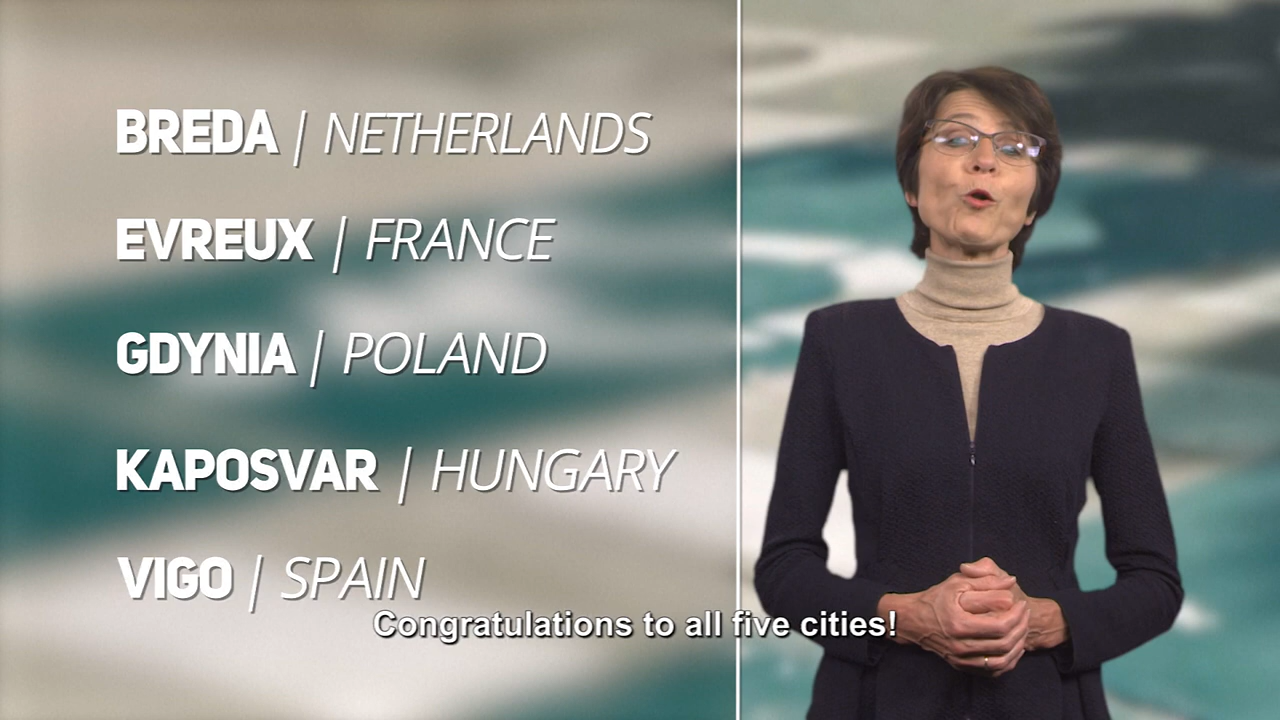 BREDA | NETHERLANDS
EVREUX | FRANCE
GDYNIA | POLAND
KAPOSVAR | HUNGARY
VIGO | SPAIN
Congratulations to all five cities!